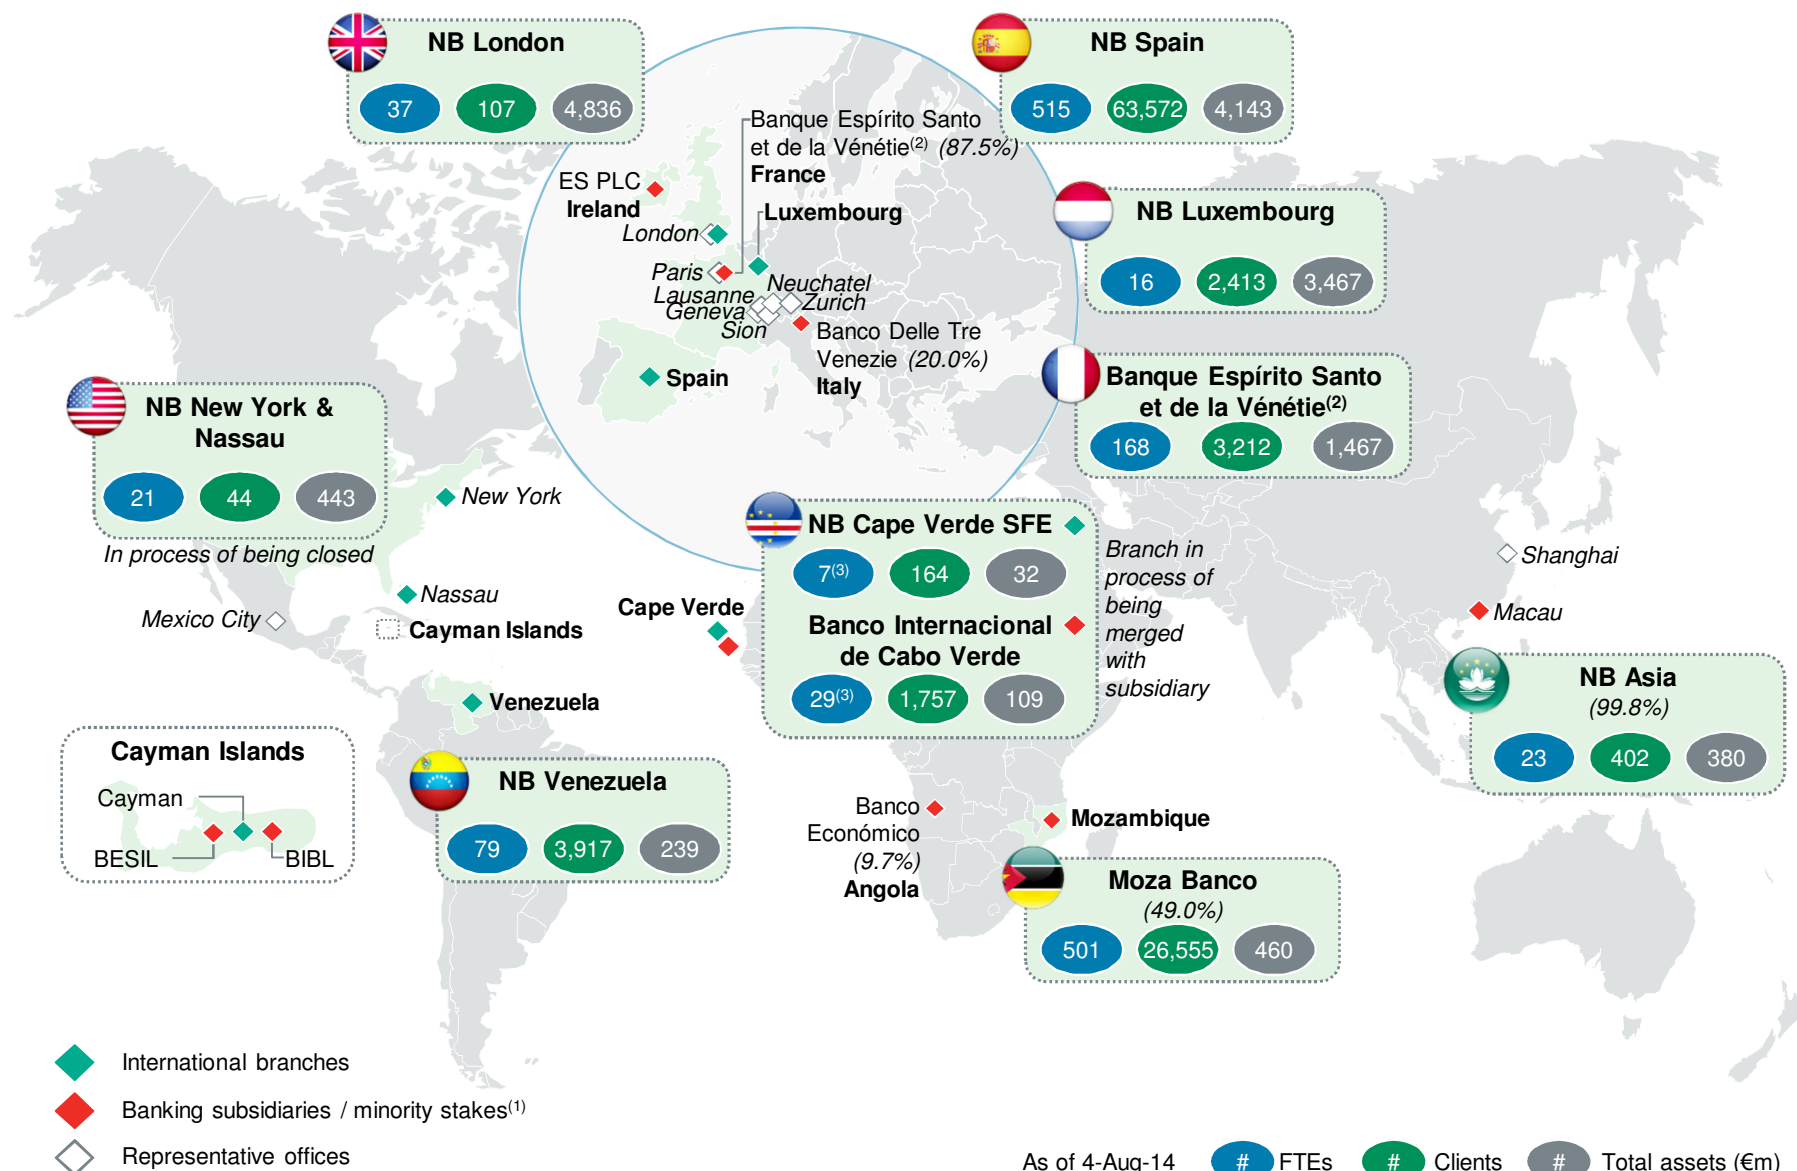 NB London
37 107 4,836
NB Spain
515 63,572 4,143
Banque Espírito Santo
et de la Vénétie(2) (87.5%)
France
ES PLC
Ireland
Luxembourg
London
Paris
Neuchatel
Lausanne
Zurich
Geneva
Sion
Banco Delle Tre
Venezie (20.0%)
Italy
Spain
NB Luxembourg
16 2,413 3,467
Banque Espírito Santo
et de la Vénétie(2)
168 3,212 1,467
NB New York &
Nassau
21 44 443
In process of being closed
New York
Nassau
Mexico City
Cayman Islands
Venezuela
Cape Verde
NB Cape Verde SFE
7(3) 164 32
Banco Internacional
de Cabo Verde
29(3) 1,757 109
Branch in
process of
being
merged
with
subsidiary
Shanghai
Macau
NB Asia
(99.8%)
23 402 380
Cayman Islands
Cayman
BESIL
BIBL
NB Venezuela
79 3,917 239
Banco
Económico
(9.7%)
Angola
Mozambique
Moza Banco
(49.0%)
501 26,555 460
International branches
Banking subsidiaries / minority stakes(1)
Representative offices
As of 4-Aug-14 # FTEs # Clients # Total assets (€m)